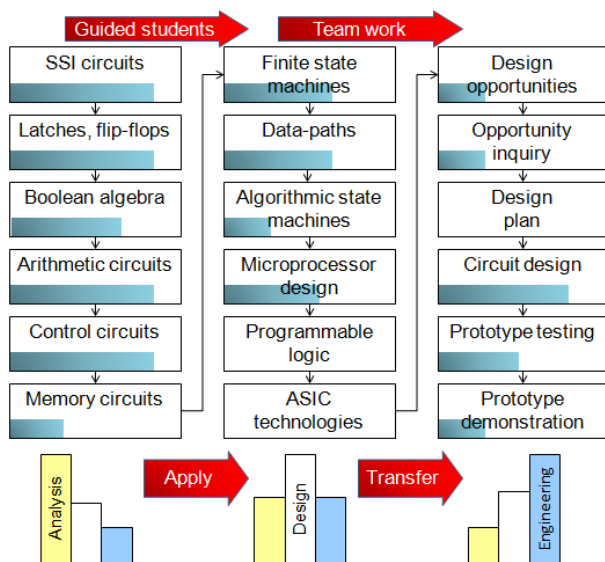 Guided students
Team work
SSI circuits
Latches, flip-flops
Boolean algebra
Arithmetic circuits
Control circuits
Memory circuits
Finite state
machines
Data-paths
Algorithmic state
machines
Microprocessor
design
Programmable
logic
ASIC
technologies
Design
opportunities
Opportunity
inquiry
Design
plan
Circuit design
Prototype testing
Prototype
demonstration
Analysis
Apply
Design
Transfer
Engineering